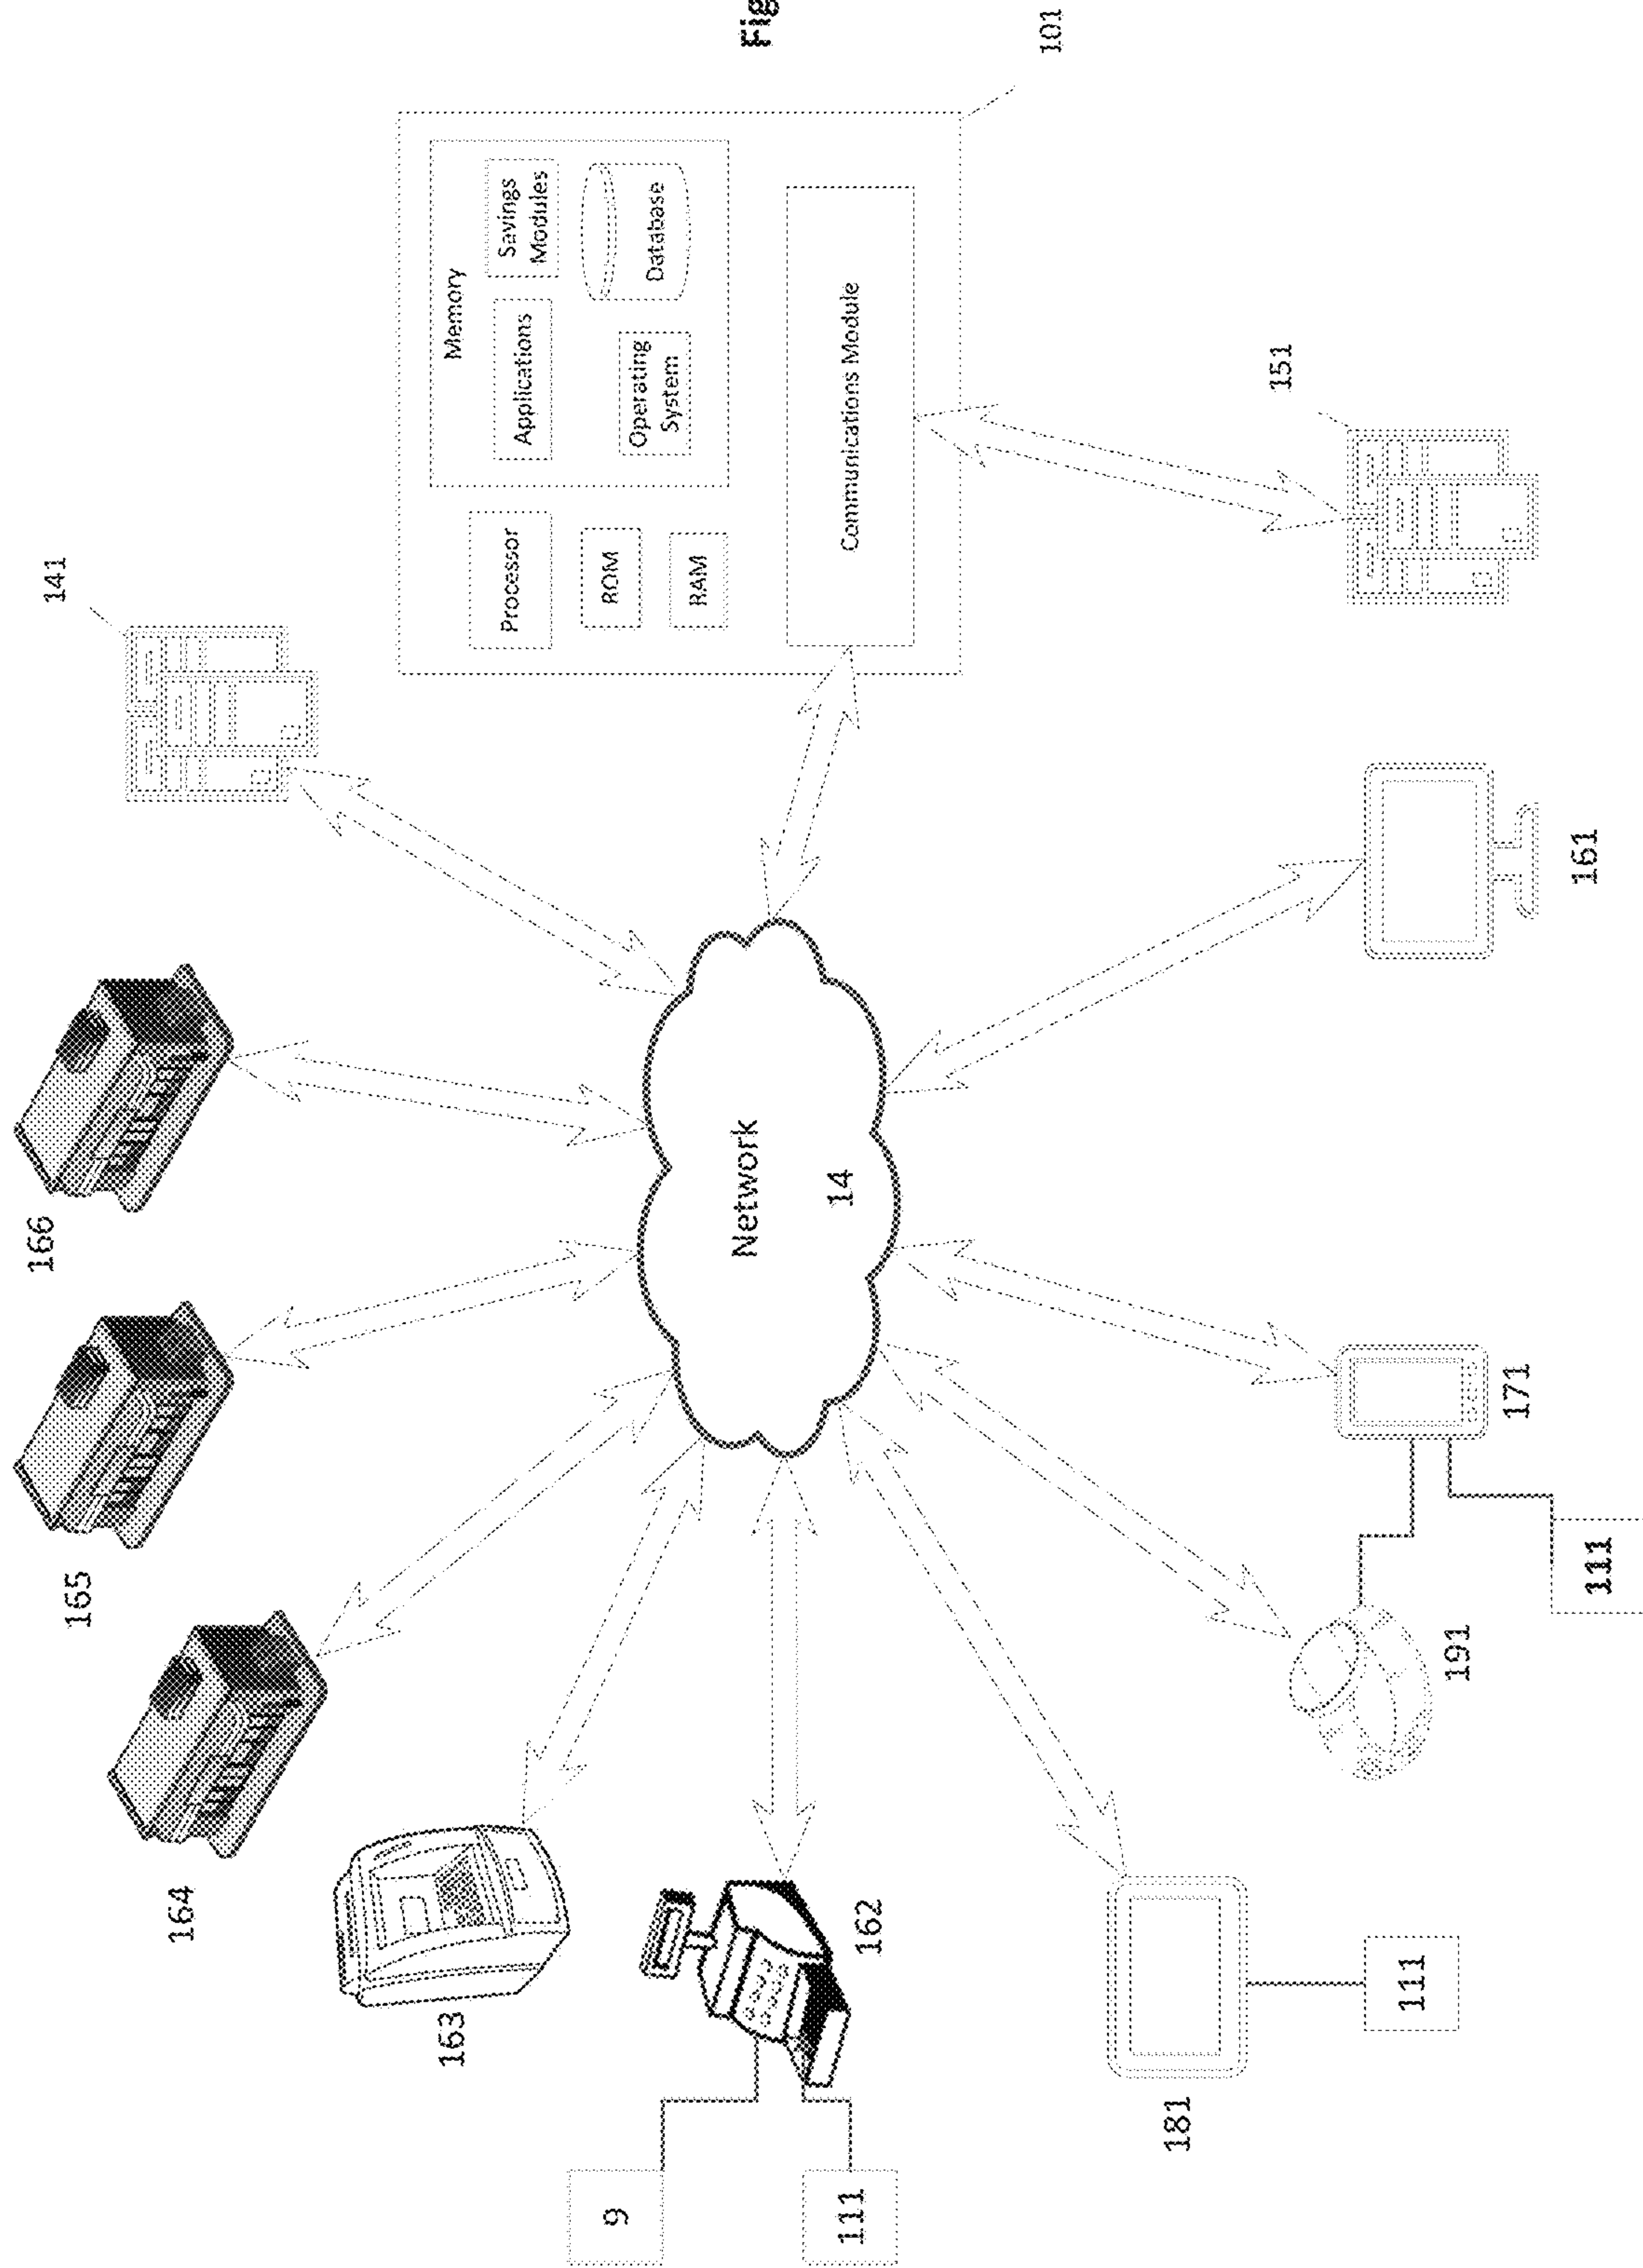 166
141
165
164
163
Memory
Processor
Applications
Savings
Modules
ROM
9
Operating
System
Database
RAM
Network
14
Fig
111
162
Communications Module
101
181
151
111
191
171
111
161